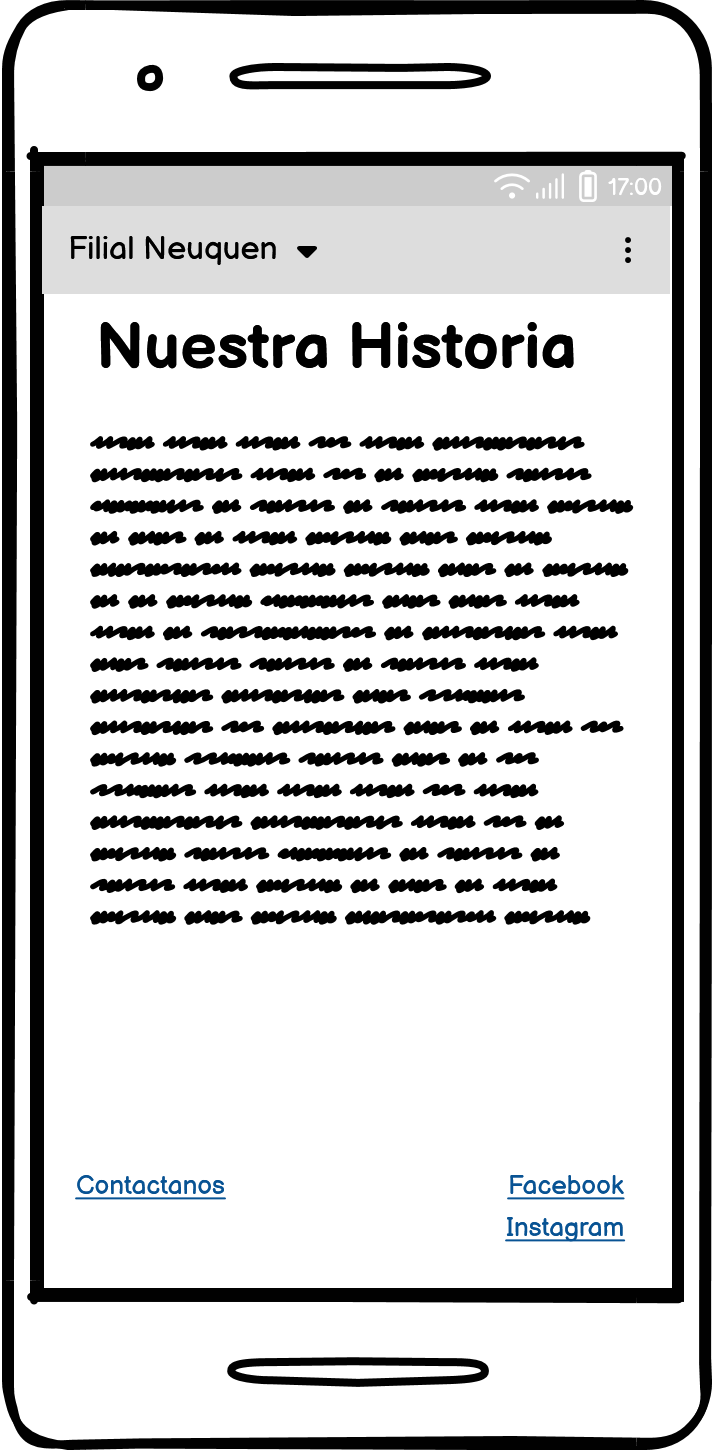 17:00
Filial Neuquen
Nuestra Historia
Contactanos
Facebook
Instagram